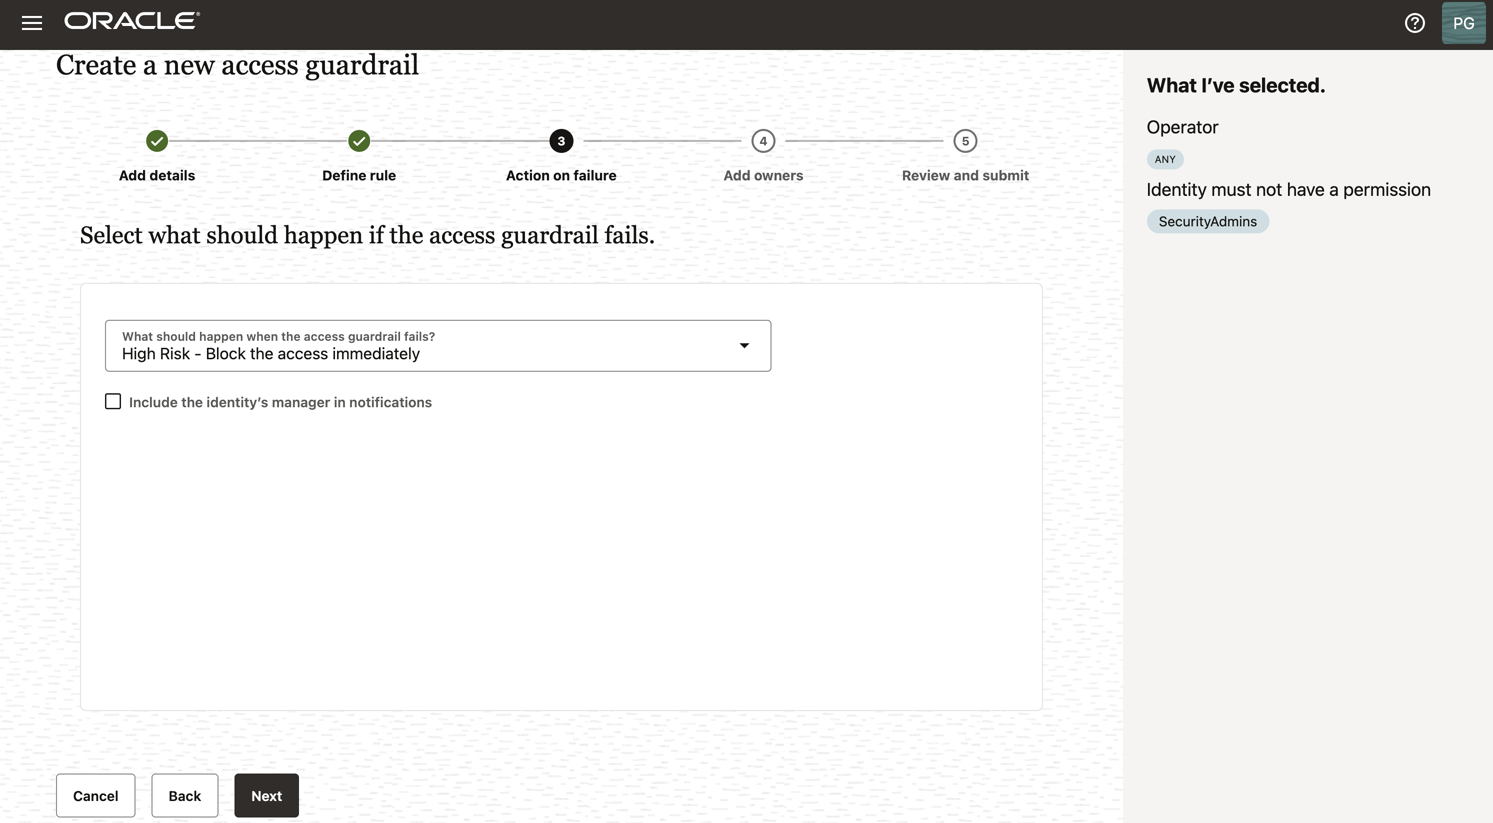 ORACLE®
PG
Create a new access guardrail
3
4
5
Add details
Define rule
Action on failure
Add owners
Review and submit
Select what should happen if the access guardrail fails.
What should happen when the access guardrail fails?
High Risk - Block the access immediately
Include the identity’s manager in notifications
Cancel
Back
Next
What I’ve selected.
Operator
ANY
Identity must not have a permission
SecurityAdmins